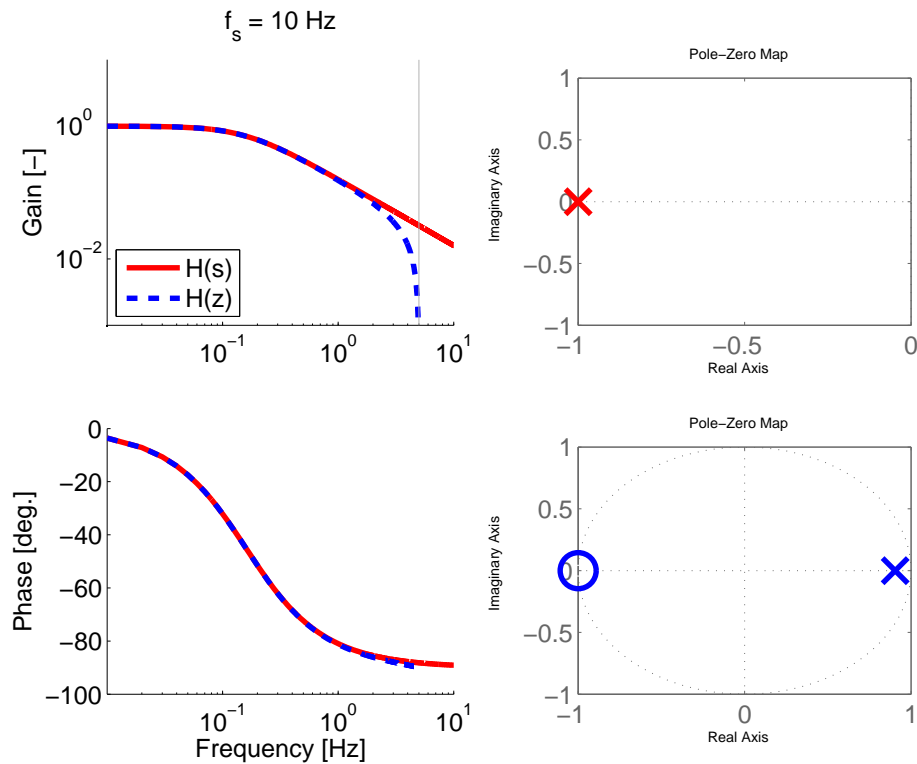 f_s = 10 Hz
Gain [−]
10^0
10^−2
H(s)
H(z)
10^−1
10^0
10^1
Pole−Zero Map
Imaginary Axis
1
0.5
0
−0.5
−1
−1
−0.5
0
Real Axis
Phase [deg.]
0
−20
−40
−60
−80
−100
10^−1
10^0
10^1
Frequency [Hz]
Pole−Zero Map
Imaginary Axis
1
0.5
0
−0.5
−1
−1
0
1
Real Axis